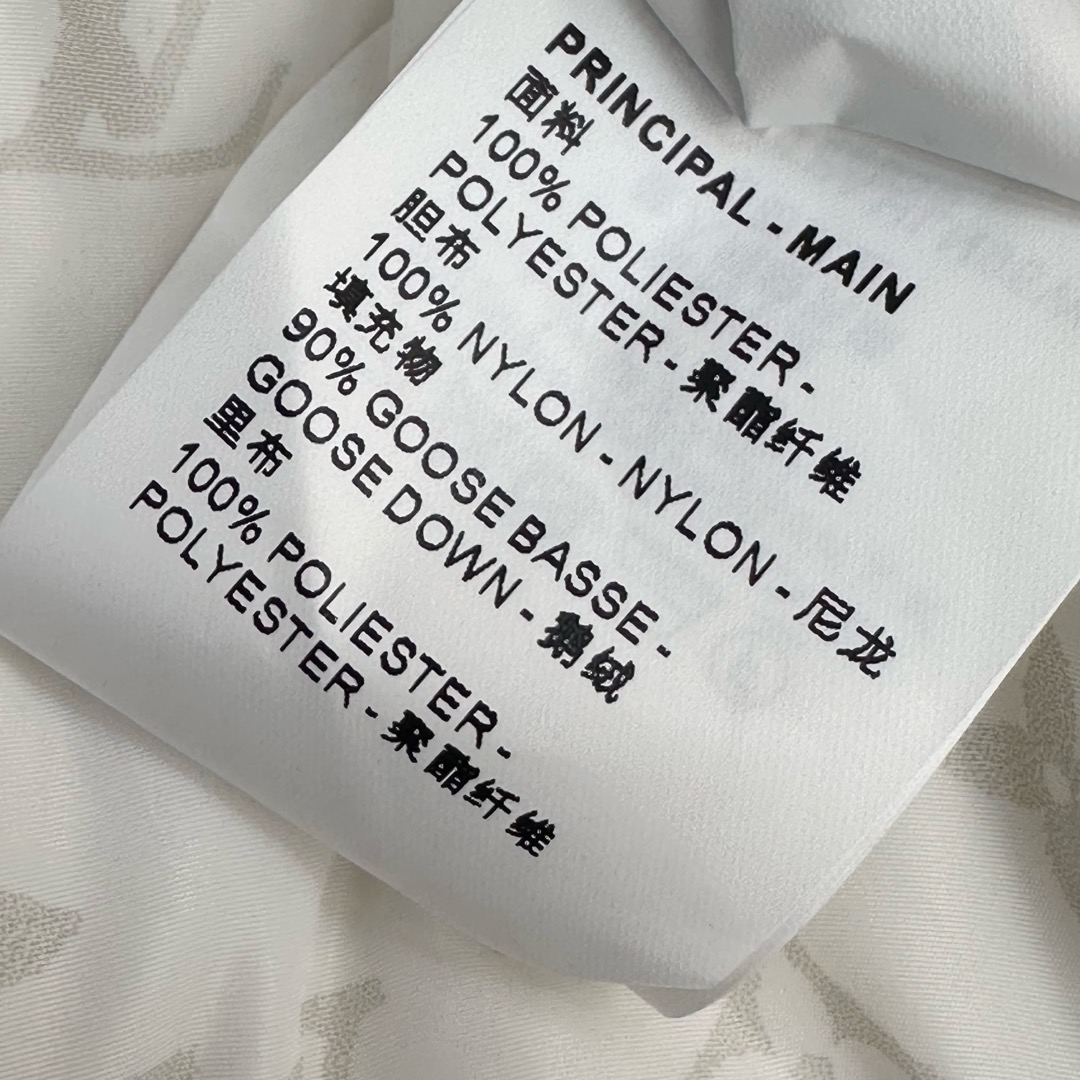 PRINCIPAL - MAIN
面料
100% POLIESTER -
POLYESTER - 聚酯纤维
胆布
100% NYLON - NYLON - 尼龙
填充物
90% GOOSE BASSE -
GOOSE DOWN - 鹅绒
里布
100% POLIESTER -
POLYESTER - 聚酯纤维